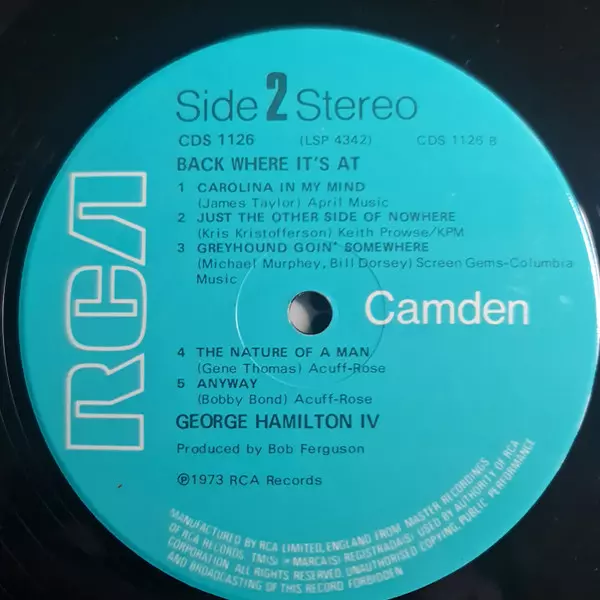 Side 2 Stereo
CDS 1126 (LSP 4342) CDS 1126 B
BACK WHERE IT'S AT
1 CAROLINA IN MY MIND
(James Taylor) April Music
2 JUST THE OTHER SIDE OF NOWHERE
(Kris Kristofferson) Keith Prowse/KPM
3 GREYHOUND GOIN' SOMEWHERE
(Michael Murphey, Bill Dorsey) Screen Gems-Columbia
Music
RCA
Camden
4 THE NATURE OF A MAN
(Gene Thomas) Acuff-Rose
5 ANYWAY
(Bobby Bond) Acuff-Rose
GEORGE HAMILTON IV
Produced by Bob Ferguson
℗1973 RCA Records
MANUFACTURED BY RCA LIMITED, ENGLAND, FROM MASTER RECORDINGS
OF RCA RECORDS. TM(S) ® MARCA(S) REGISTRADA(S) USED BY AUTHORITY OF RCA
CORPORATION. ALL RIGHTS RESERVED. UNAUTHORISED COPYING, PUBLIC PERFORMANCE
AND BROADCASTING OF THIS RECORD FORBIDDEN